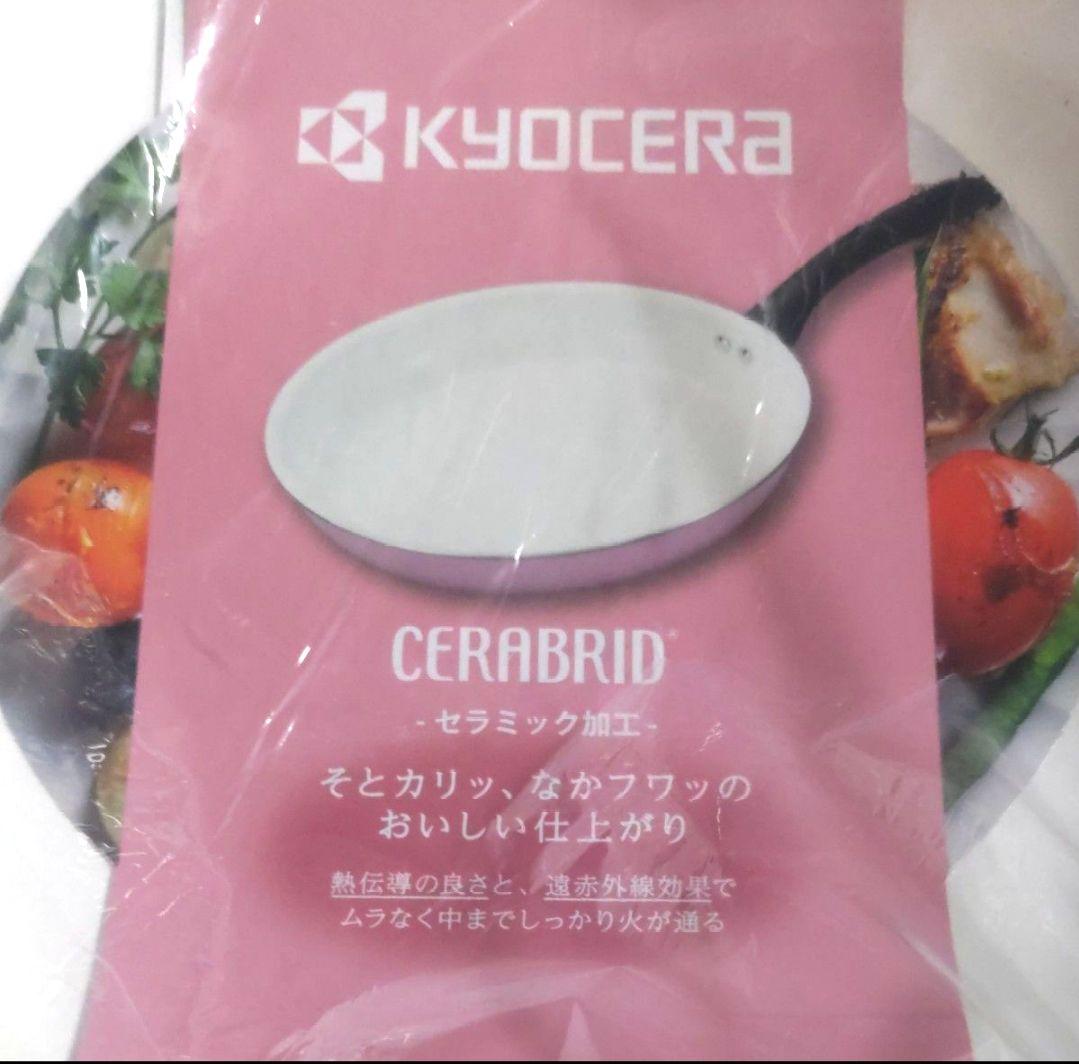 KYOCERA
CERABRID
- セラミック加工 -
そとカリッ、なかフワッの
おいしい仕上がり
熱伝導の良さと、遠赤外線効果で
ムラなく中までしっかり火が通る